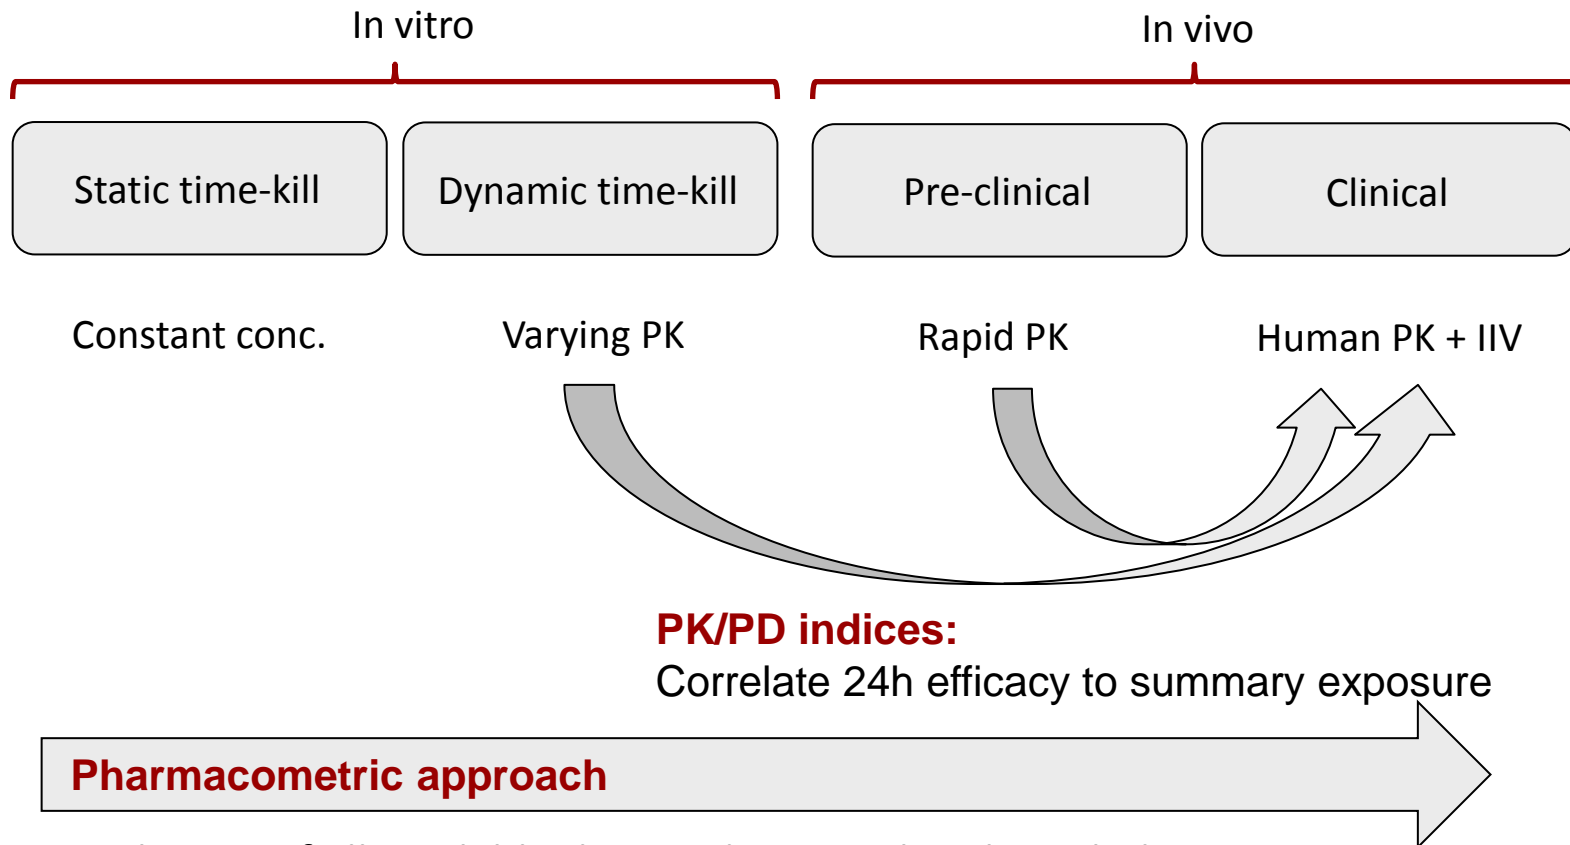 In vitro
In vivo
Static time-kill
Dynamic time-kill
Pre-clinical
Clinical
Constant conc.
Varying PK
Rapid PK
Human PK + IIV
PK/PD indices:
Correlate 24h efficacy to summary exposure
Pharmacometric approach